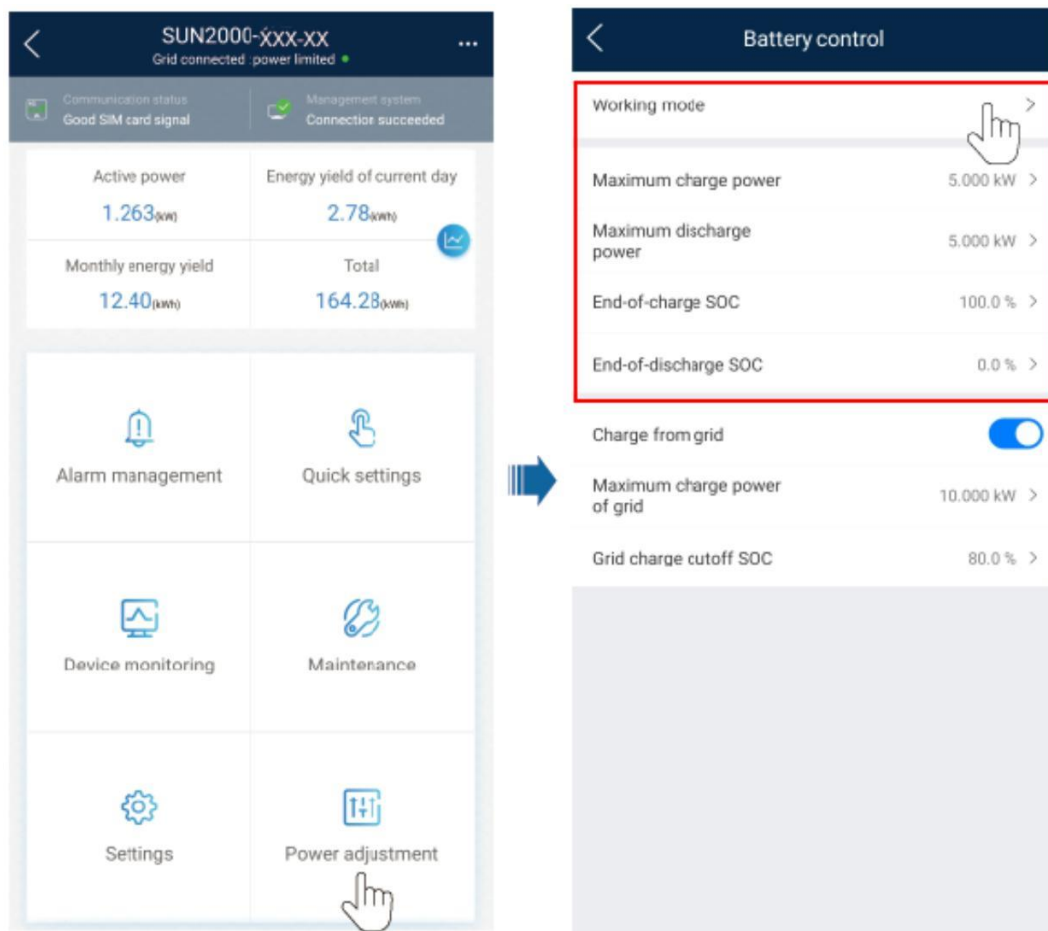 SUN2000-XXX-XX
Grid connected :power limited
Communication status
Good SIM card signal
Management system
Connection succeeded
Active power
1.263(kW)
Energy yield of current day
2.78(kWh)
Monthly energy yield
12.40(kWh)
Total
164.28(kWh)
Alarm management
Quick settings
Device monitoring
Maintenance
Settings
Power adjustment
Battery control
Working mode
Maximum charge power
5.000 kW
Maximum discharge
power
5.000 kW
End-of-charge SOC
100.0 %
End-of-discharge SOC
0.0 %
Charge from grid
Maximum charge power
of grid
10.000 kW
Grid charge cutoff SOC
80.0 %